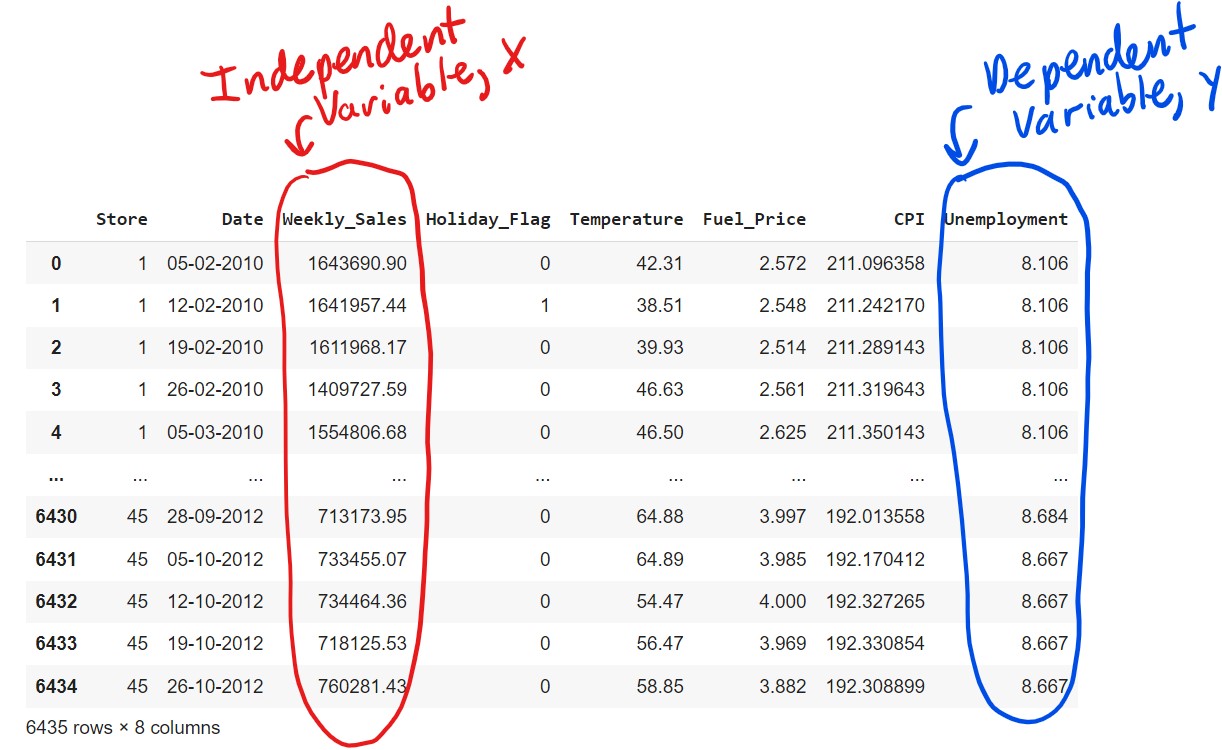 Independent
Variable, X
Dependent
Variable, Y
Store Date Weekly_Sales Holiday_Flag Temperature Fuel_Price CPI Unemployment
0 1 05-02-2010 1643690.90 0 42.31 2.572 211.096358 8.106
1 1 12-02-2010 1641957.44 1 38.51 2.548 211.242170 8.106
2 1 19-02-2010 1611968.17 0 39.93 2.514 211.289143 8.106
3 1 26-02-2010 1409727.59 0 46.63 2.561 211.319643 8.106
4 1 05-03-2010 1554806.68 0 46.50 2.625 211.350143 8.106
... ... ... ... ... ... ... ... ...
6430 45 28-09-2012 713173.95 0 64.88 3.997 192.013558 8.684
6431 45 05-10-2012 733455.07 0 64.89 3.985 192.170412 8.667
6432 45 12-10-2012 734464.36 0 54.47 4.000 192.327265 8.667
6433 45 19-10-2012 718125.53 0 56.47 3.969 192.330854 8.667
6434 45 26-10-2012 760281.43 0 58.85 3.882 192.308899 8.667
6435 rows × 8 columns